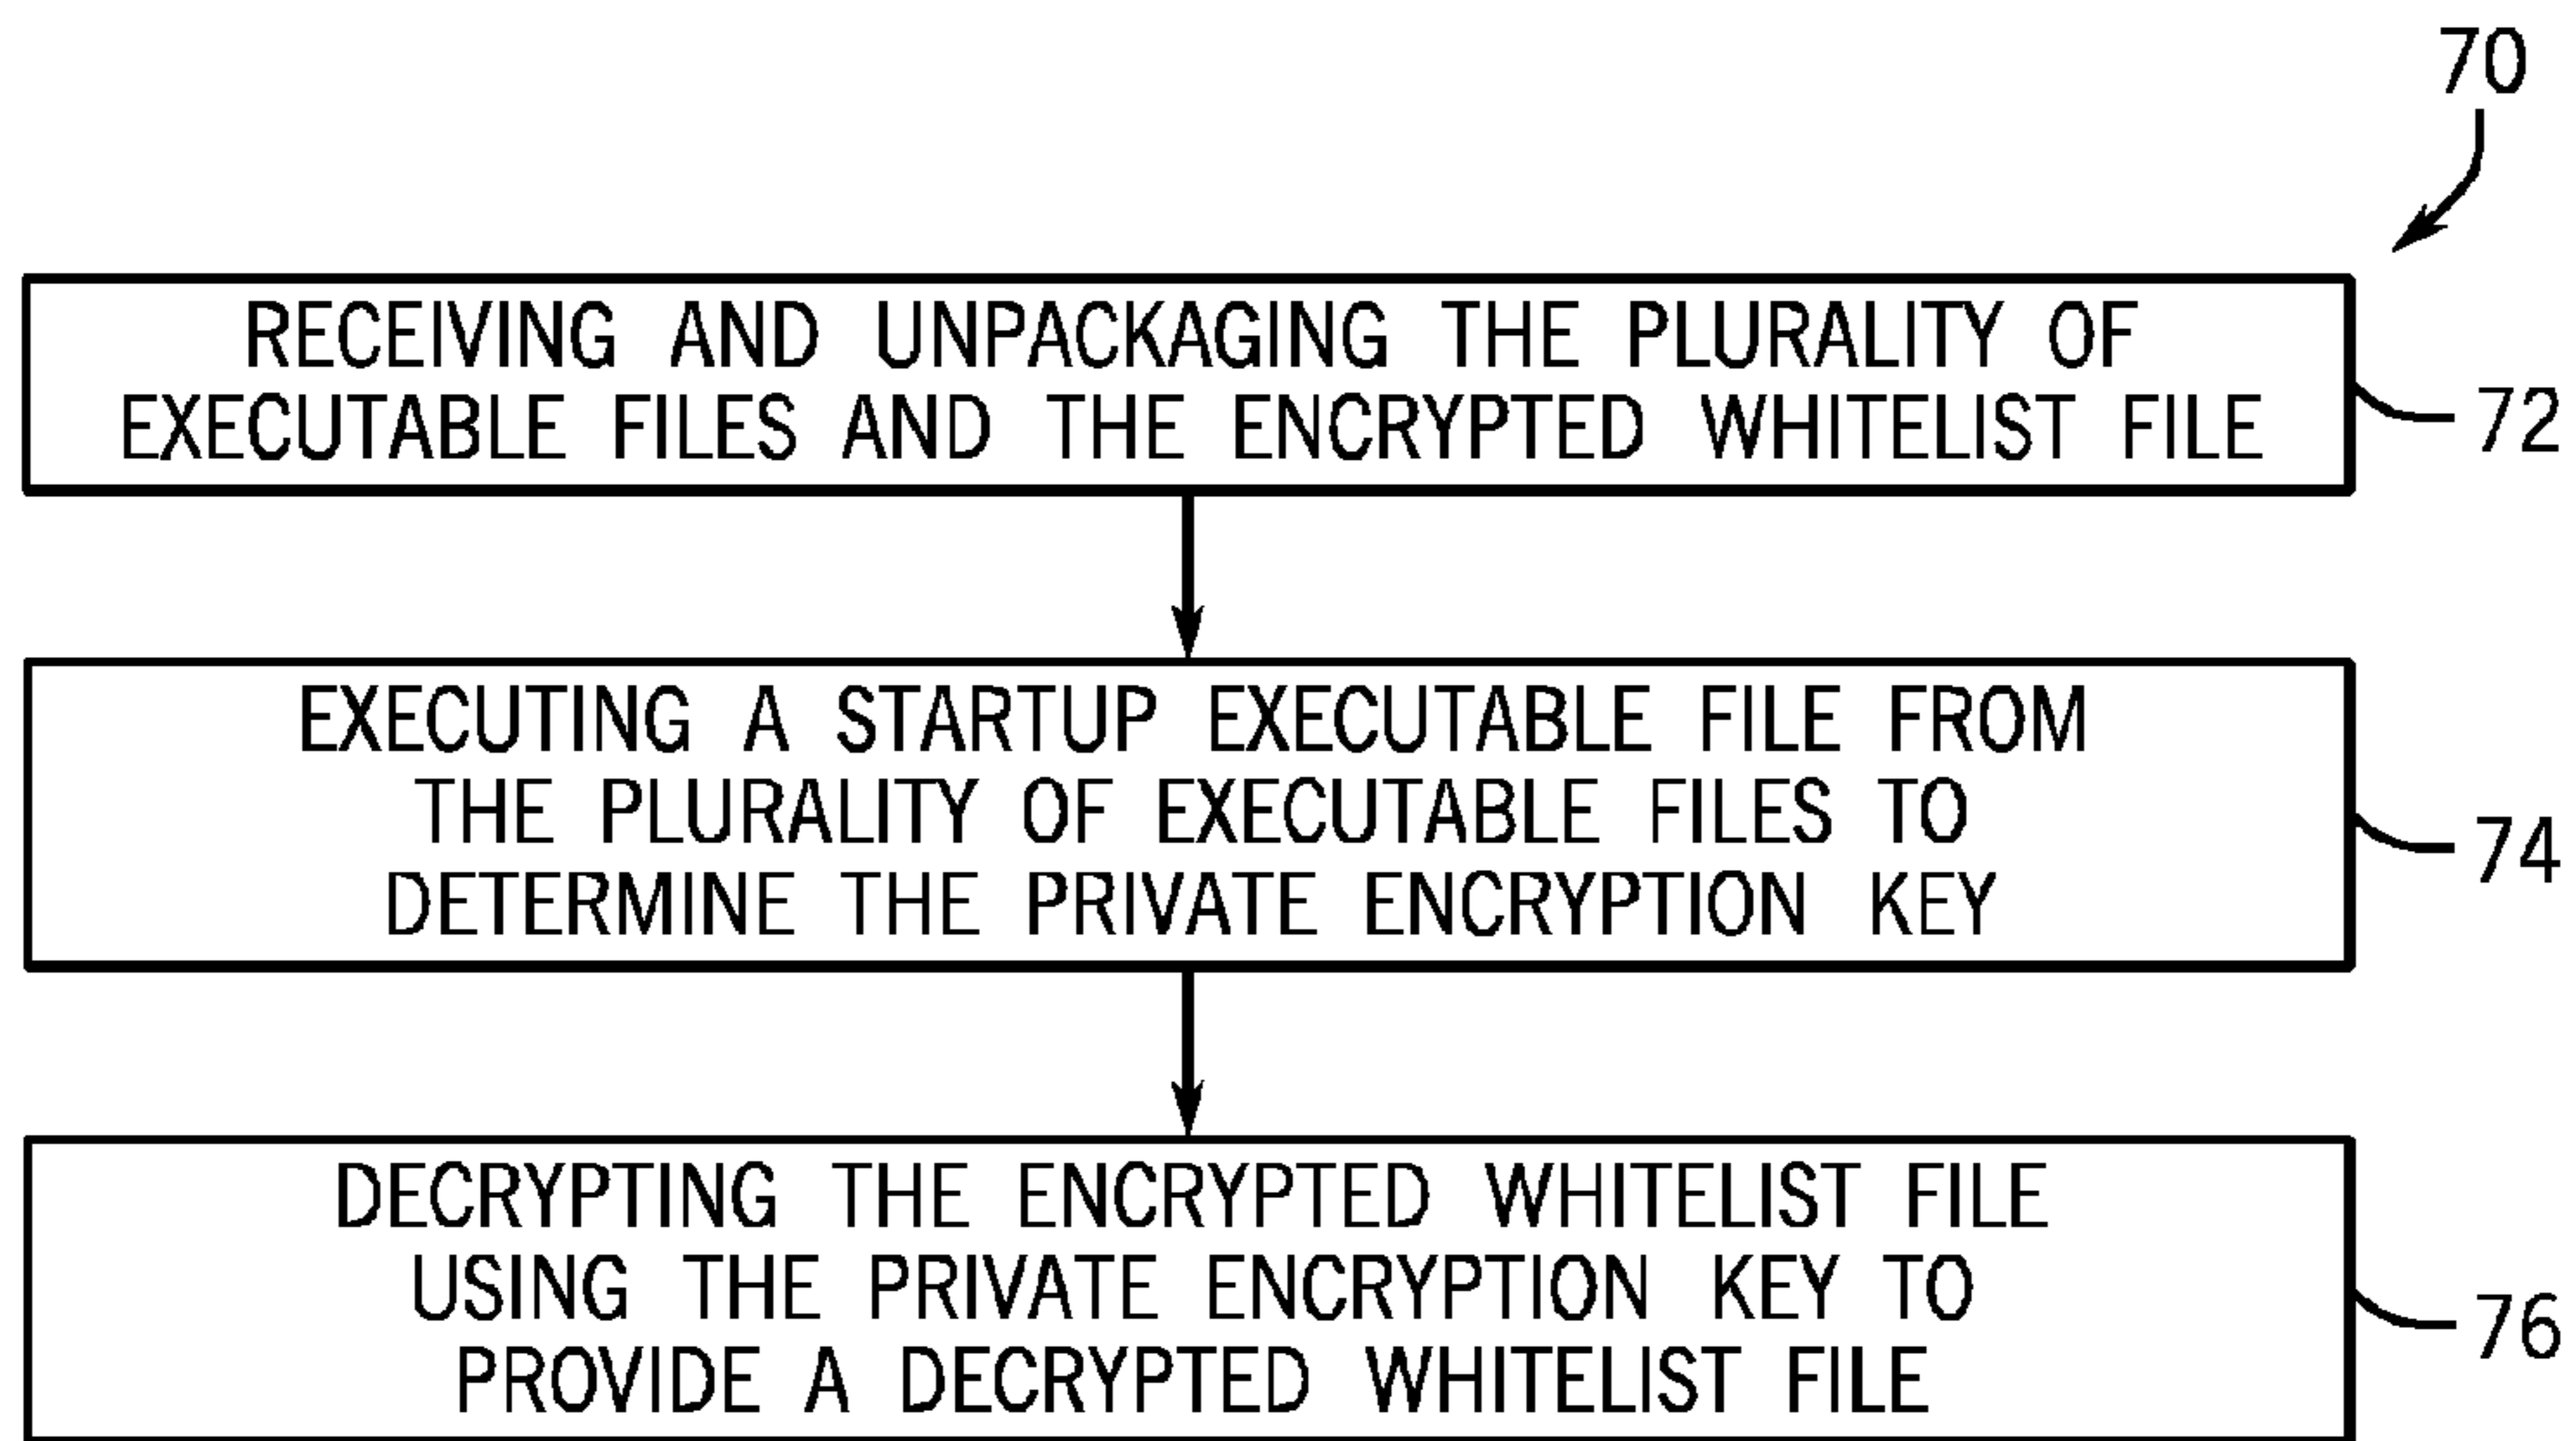 70
RECEIVING AND UNPACKAGING THE PLURALITY OF
EXECUTABLE FILES AND THE ENCRYPTED WHITELIST FILE
72
EXECUTING A STARTUP EXECUTABLE FILE FROM
THE PLURALITY OF EXECUTABLE FILES TO
DETERMINE THE PRIVATE ENCRYPTION KEY
74
DECRYPTING THE ENCRYPTED WHITELIST FILE
USING THE PRIVATE ENCRYPTION KEY TO
PROVIDE A DECRYPTED WHITELIST FILE
76